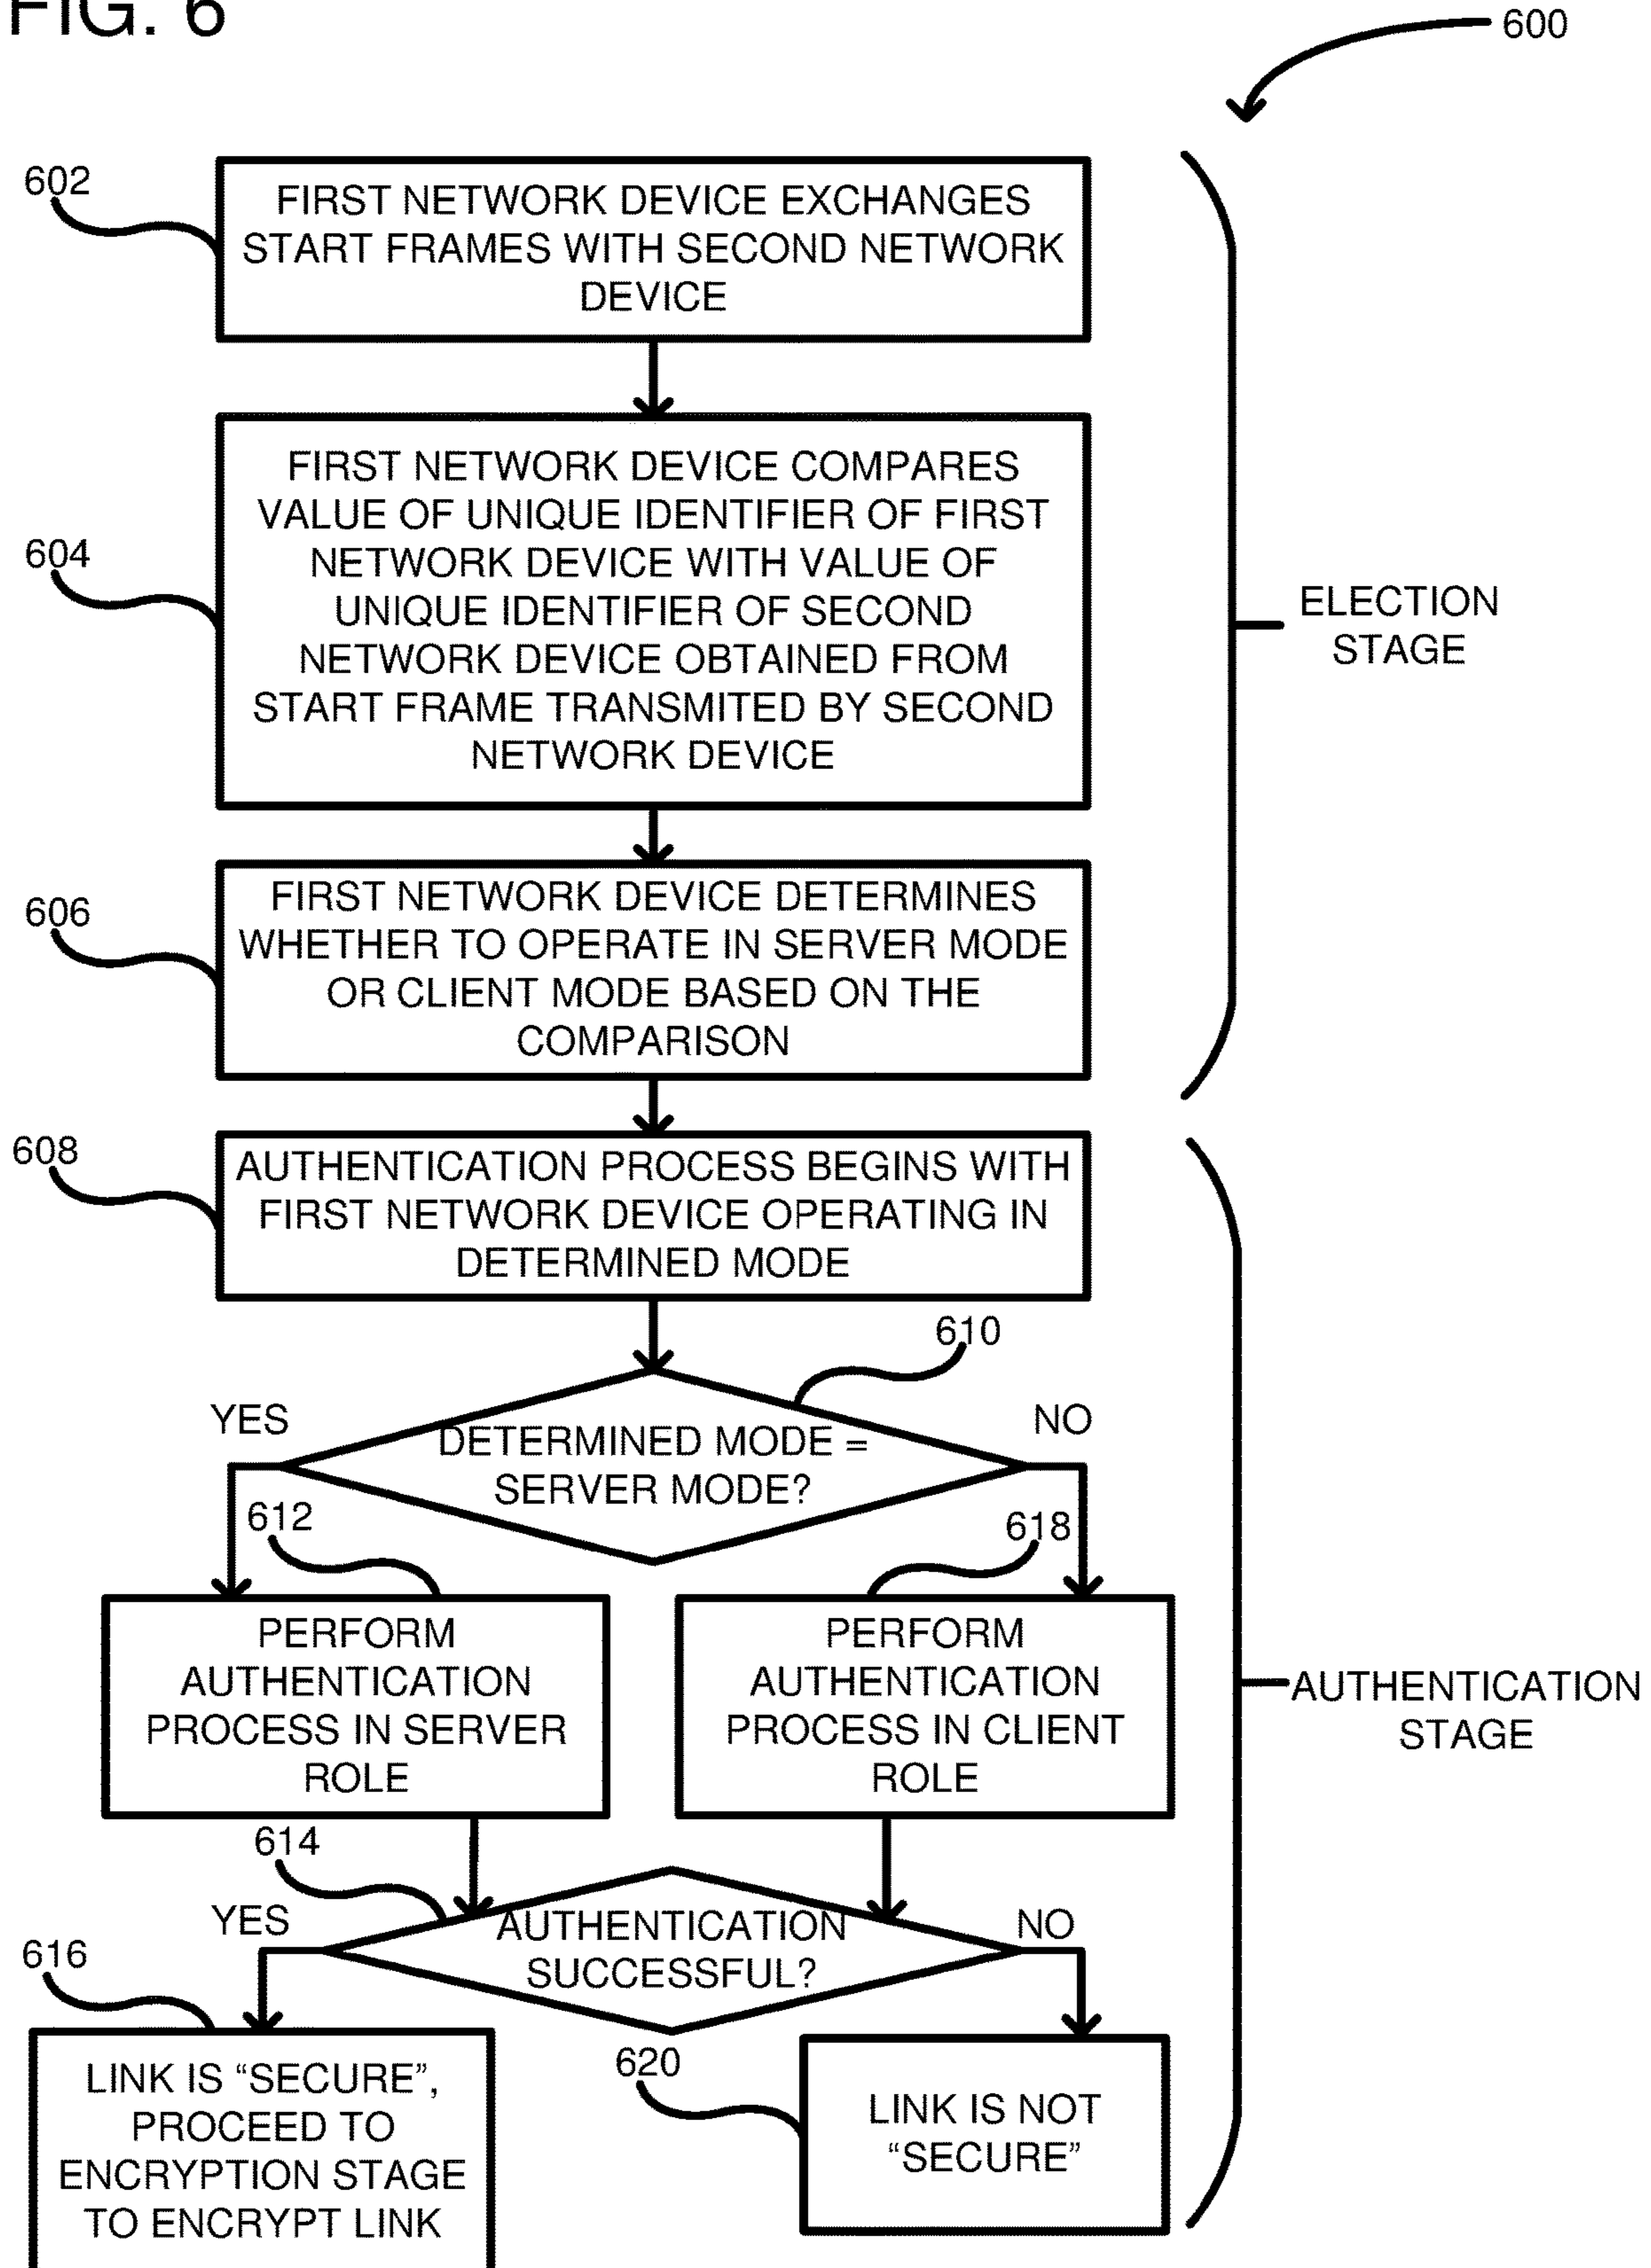 FIG. 6
600
602
FIRST NETWORK DEVICE EXCHANGES
START FRAMES WITH SECOND NETWORK
DEVICE
604
FIRST NETWORK DEVICE COMPARES
VALUE OF UNIQUE IDENTIFIER OF FIRST
NETWORK DEVICE WITH VALUE OF
UNIQUE IDENTIFIER OF SECOND
NETWORK DEVICE OBTAINED FROM
START FRAME TRANSMITED BY SECOND
NETWORK DEVICE
ELECTION
STAGE
606
FIRST NETWORK DEVICE DETERMINES
WHETHER TO OPERATE IN SERVER MODE
OR CLIENT MODE BASED ON THE
COMPARISON
608
AUTHENTICATION PROCESS BEGINS WITH
FIRST NETWORK DEVICE OPERATING IN
DETERMINED MODE
610
YES
NO
DETERMINED MODE =
SERVER MODE?
612
618
PERFORM
AUTHENTICATION
PROCESS IN SERVER
ROLE
PERFORM
AUTHENTICATION
PROCESS IN CLIENT
ROLE
AUTHENTICATION
STAGE
614
YES
NO
AUTHENTICATION
SUCCESSFUL?
616
LINK IS “SECURE”,
PROCEED TO
ENCRYPTION STAGE
TO ENCRYPT LINK
620
LINK IS NOT
“SECURE”